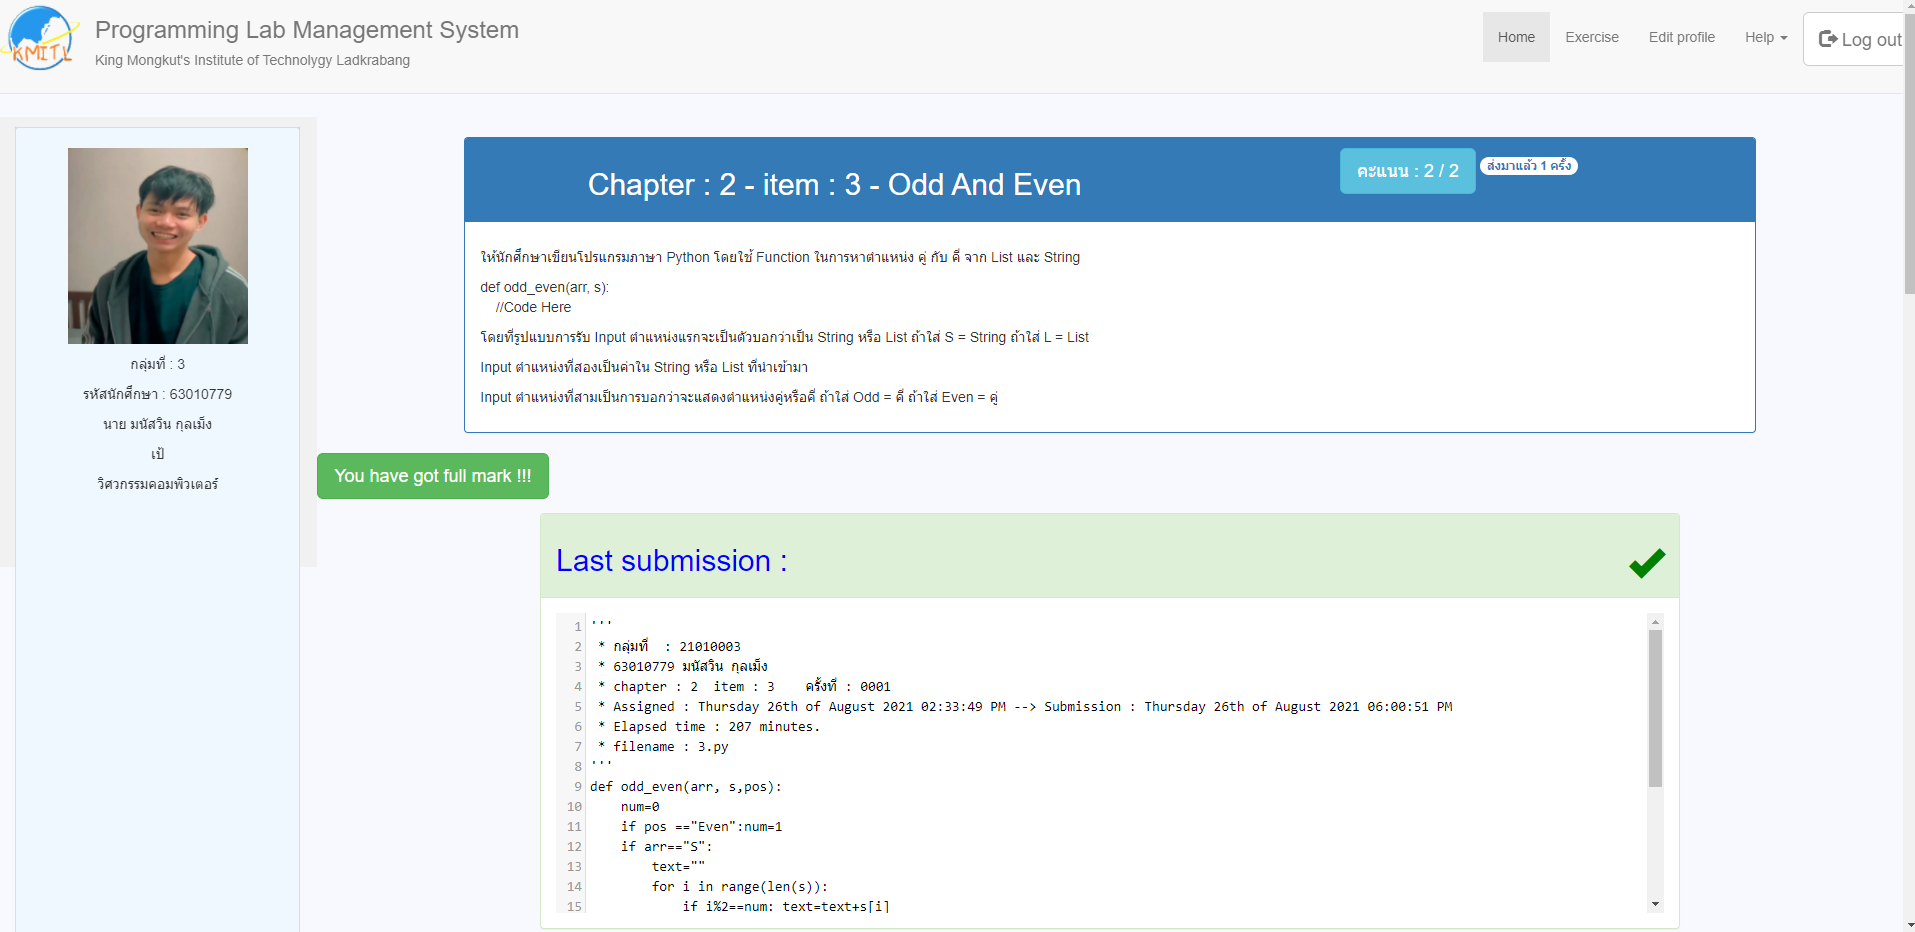 KMITL
Programming Lab Management System
King Mongkut's Institute of Technolygy Ladkrabang
Home
Exercise
Edit profile
Help
Log out
กลุ่มที่ : 3
รหัสนักศึกษา : 63010779
นาย มนัสวิน กุลเม็ง
เป้
วิศวกรรมคอมพิวเตอร์
Chapter : 2 - item : 3 - Odd And Even
คะแนน : 2 / 2
ส่งมาแล้ว 1 ครั้ง
ให้นักศึกษาเขียนโปรแกรมภาษา Python โดยใช้ Function ในการหาตำแหน่ง คู่ กับ คี่ จาก List และ String
def odd_even(arr, s):
//Code Here
โดยที่รูปแบบการรับ Input ตำแหน่งแรกจะเป็นตัวบอกว่าเป็น String หรือ List ถ้าใส่ S = String ถ้าใส่ L = List
Input ตำแหน่งที่สองเป็นค่าใน String หรือ List ที่นำเข้ามา
Input ตำแหน่งที่สามเป็นการบอกว่าจะแสดงตำแหน่งคู่หรือคี่ ถ้าใส่ Odd = คี่ ถ้าใส่ Even = คู่
You have got full mark !!!
Last submission :
1 '''
2 * กลุ่มที่  : 21010003
3 * 63010779 มนัสวิน กุลเม็ง
4 * chapter : 2  item : 3    ครั้งที่ : 0001
5 * Assigned : Thursday 26th of August 2021 02:33:49 PM --> Submission : Thursday 26th of August 2021 06:00:51 PM
6 * Elapsed time : 207 minutes.
7 * filename : 3.py
8 '''
9 def odd_even(arr, s,pos):
10     num=0
11     if pos =="Even":num=1
12     if arr=="S":
13         text=""
14         for i in range(len(s)):
15             if i%2==num: text=text+s[i]